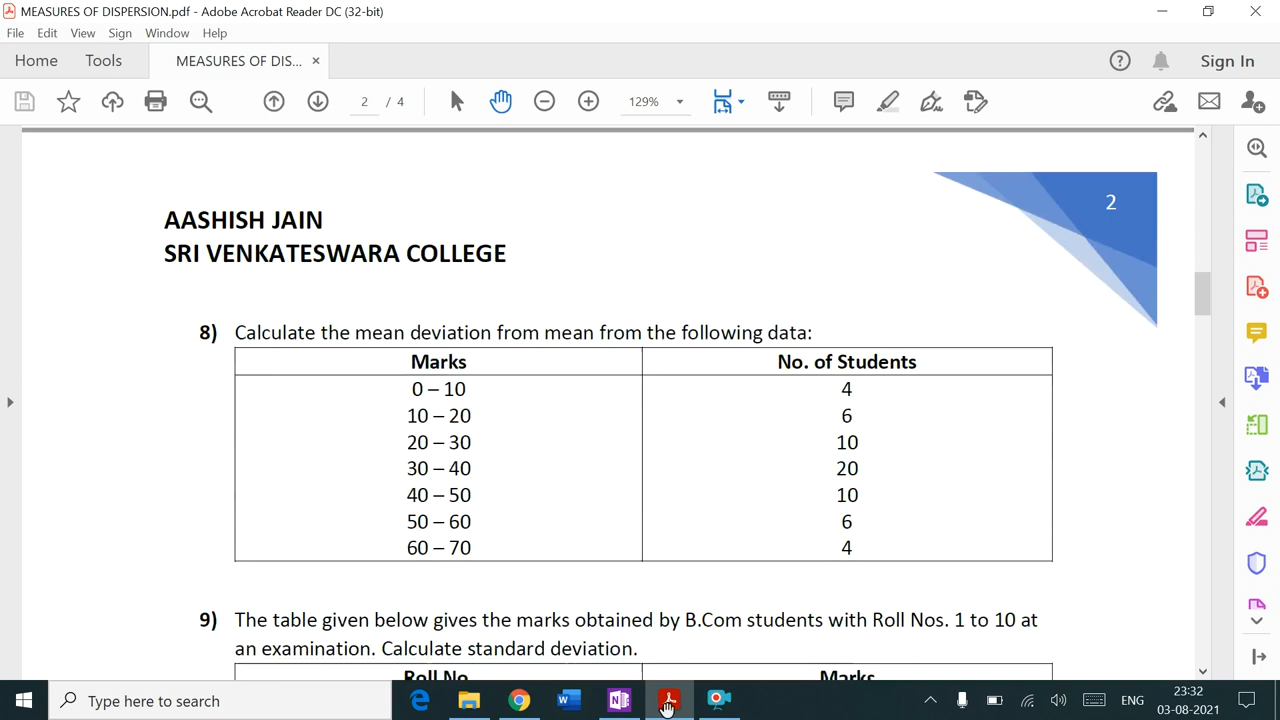 MEASURES OF DISPERSION.pdf - Adobe Acrobat Reader DC (32-bit)
File Edit View Sign Window Help
Home Tools MEASURES OF DIS... × Sign In
2 / 4 129%
2
AASHISH JAIN
SRI VENKATESWARA COLLEGE
8) Calculate the mean deviation from mean from the following data:
Marks No. of Students
0 – 10 4
10 – 20 6
20 – 30 10
30 – 40 20
40 – 50 10
50 – 60 6
60 – 70 4
9) The table given below gives the marks obtained by B.Com students with Roll Nos. 1 to 10 at
an examination. Calculate standard deviation.
Roll No. Marks
Type here to search ENG 23:32
03-08-2021